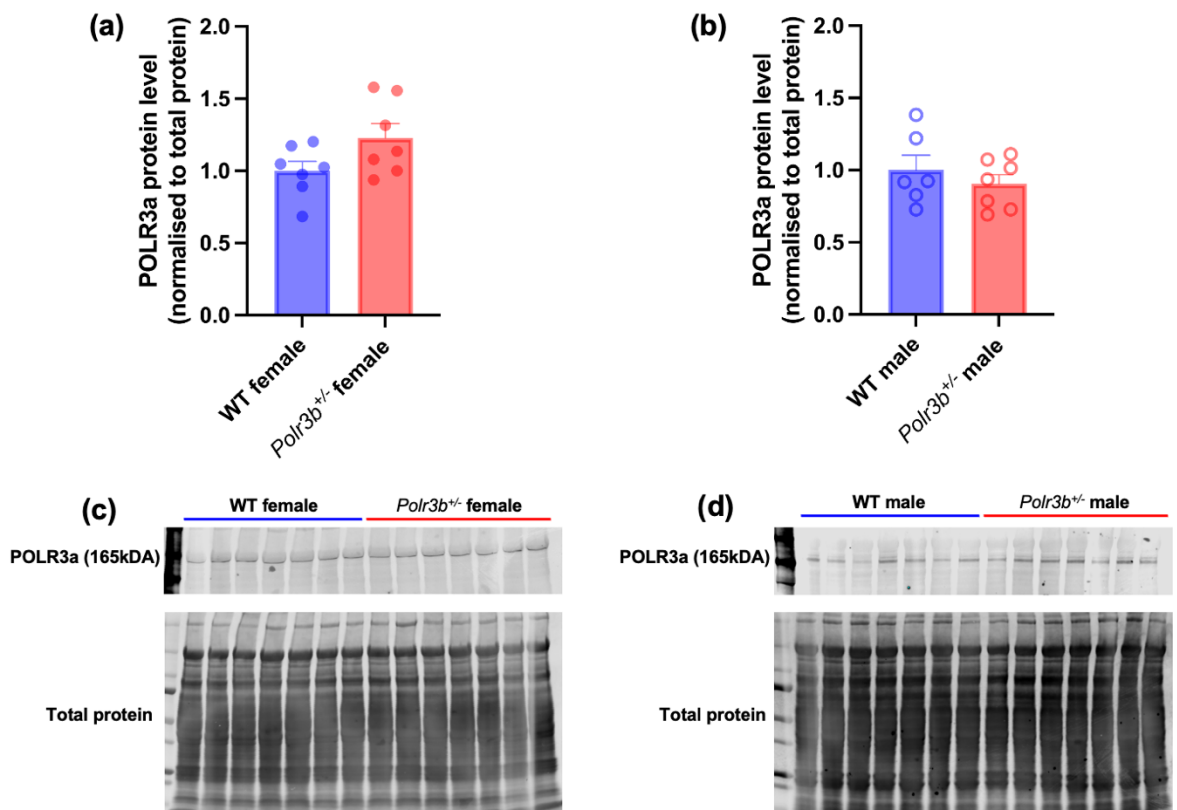 (a)
POLR3a protein level
(normalised to total protein)
2.0
1.5
1.0
0.5
0.0
WT female
Polr3b+/- female
(b)
POLR3a protein level
(normalised to total protein)
2.0
1.5
1.0
0.5
0.0
WT male
Polr3b+/- male
(c)
WT female
Polr3b+/- female
POLR3a (165kDA)
Total protein
(d)
WT male
Polr3b+/- male
POLR3a (165kDA)
Total protein